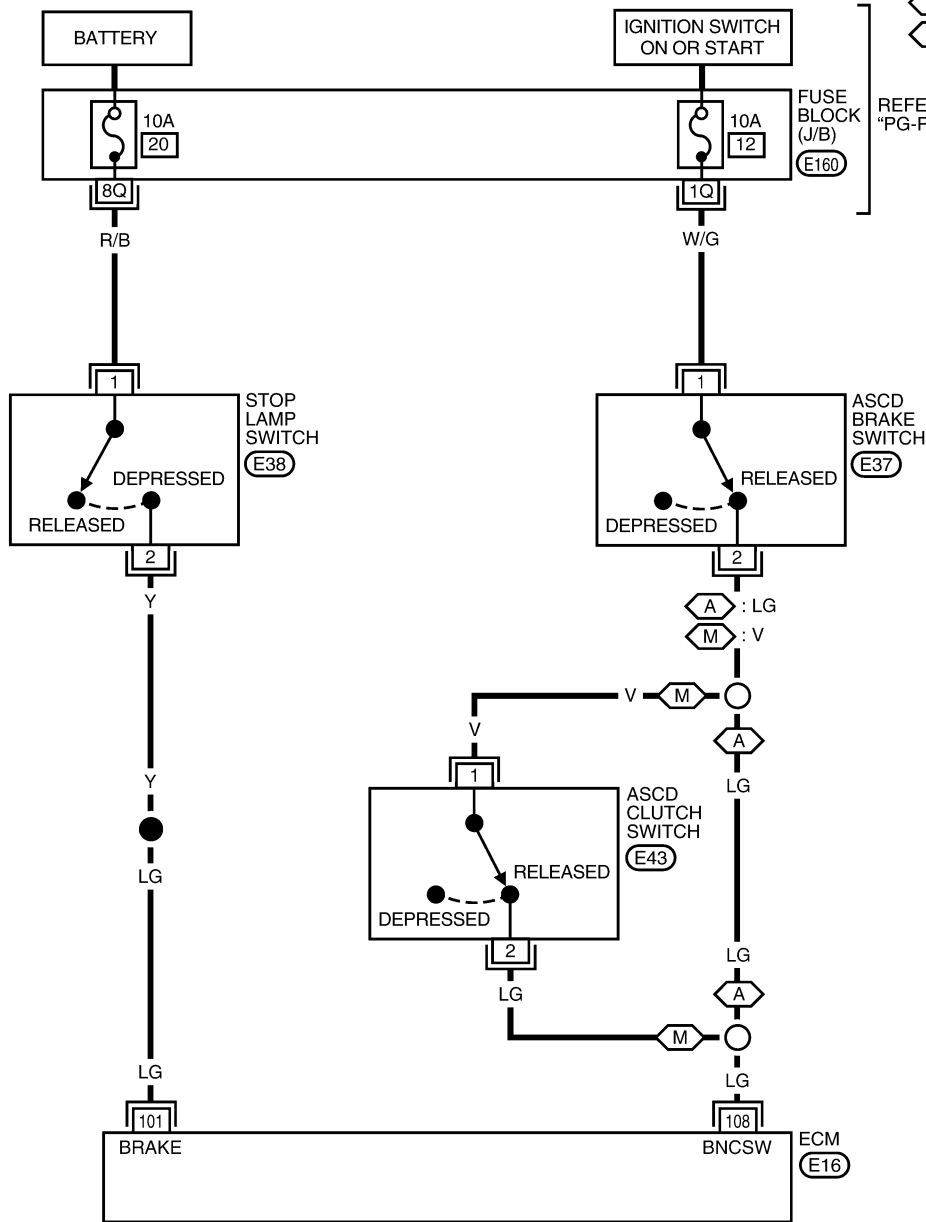 BATTERY
IGNITION SWITCH
ON OR START
10A
20
10A
12
FUSE
BLOCK
(J/B)
E160
REFE
"PG-P
8Q
1Q
R/B
W/G
1
1
STOP
LAMP
SWITCH
E38
DEPRESSED
RELEASED
ASCD
BRAKE
SWITCH
E37
RELEASED
DEPRESSED
2
2
Y
A : LG
M : V
V
M
V
A
Y
LG
1
ASCD
CLUTCH
SWITCH
E43
RELEASED
DEPRESSED
LG
2
LG
LG
A
M
LG
LG
101
108
BRAKE
BNCSW
ECM
E16